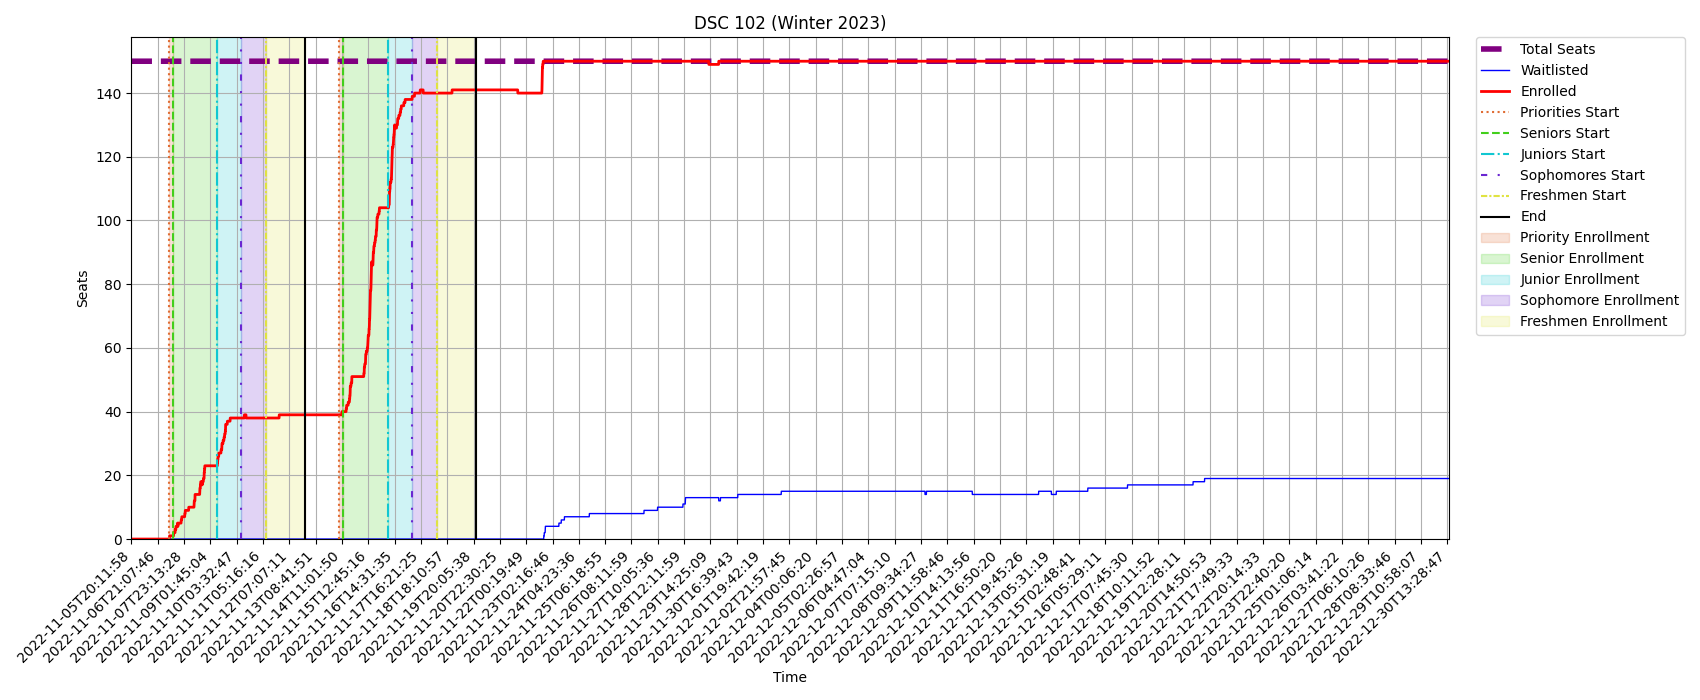 DSC 102 (Winter 2023)
Total Seats
Waitlisted
Enrolled
Priorities Start
Seniors Start
Juniors Start
Sophomores Start
Freshmen Start
End
Priority Enrollment
Senior Enrollment
Junior Enrollment
Sophomore Enrollment
Freshmen Enrollment
Seats
140
120
100
80
60
40
20
0
2022-11-05T20:11:58
2022-11-06T21:07:46
2022-11-07T23:13:28
2022-11-09T01:45:04
2022-11-10T03:32:47
2022-11-11T05:16:16
2022-11-12T07:07:11
2022-11-13T08:41:51
2022-11-14T11:01:50
2022-11-15T12:45:16
2022-11-16T14:31:35
2022-11-17T16:21:25
2022-11-18T18:10:57
2022-11-19T20:05:38
2022-11-20T22:30:25
2022-11-22T00:19:49
2022-11-23T02:16:46
2022-11-24T04:23:36
2022-11-25T06:18:55
2022-11-26T08:11:59
2022-11-27T10:05:36
2022-11-28T12:11:59
2022-11-29T14:25:09
2022-11-30T16:39:43
2022-12-01T19:42:19
2022-12-02T21:57:45
2022-12-04T00:06:20
2022-12-05T02:26:57
2022-12-06T04:47:04
2022-12-07T07:15:10
2022-12-08T09:34:27
2022-12-09T11:58:46
2022-12-10T14:13:56
2022-12-11T16:50:20
2022-12-12T19:45:26
2022-12-13T05:31:19
2022-12-15T02:48:41
2022-12-16T05:29:11
2022-12-17T07:45:30
2022-12-18T10:11:52
2022-12-19T12:28:11
2022-12-20T14:50:53
2022-12-21T17:49:33
2022-12-22T20:14:33
2022-12-23T22:40:20
2022-12-25T01:06:14
2022-12-26T03:41:22
2022-12-27T06:10:26
2022-12-28T08:33:46
2022-12-29T10:58:07
2022-12-30T13:28:47
Time